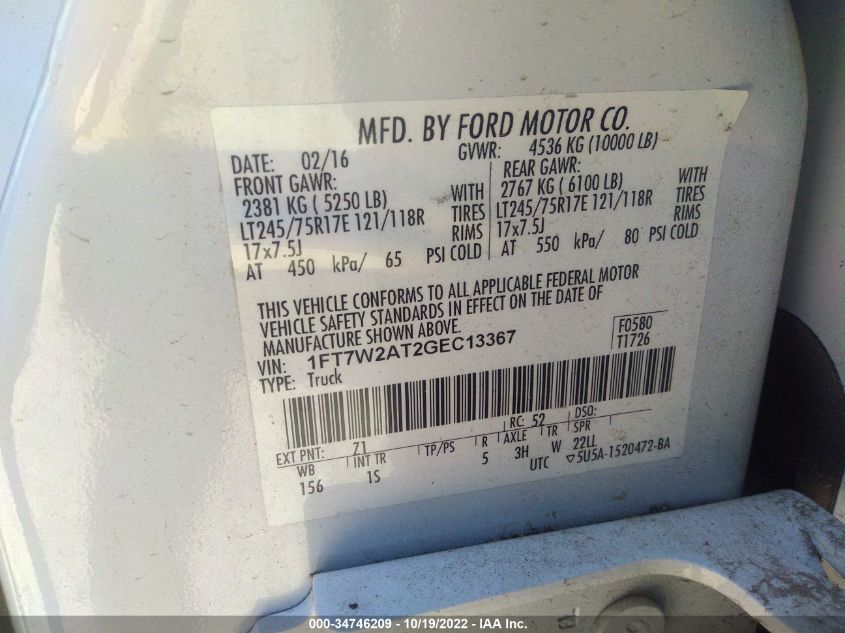 MFD. BY FORD MOTOR CO.
DATE: 02/16 GVWR: 4536 KG (10000 LB)
FRONT GAWR: REAR GAWR:
2381 KG ( 5250 LB) WITH 2767 KG ( 6100 LB) WITH
LT245/75R17E 121/118R TIRES LT245/75R17E 121/118R TIRES
17x7.5J RIMS 17x7.5J RIMS
AT 450 kPa/ 65 PSI COLD AT 550 kPa/ 80 PSI COLD
THIS VEHICLE CONFORMS TO ALL APPLICABLE FEDERAL MOTOR
VEHICLE SAFETY STANDARDS IN EFFECT ON THE DATE OF
MANUFACTURE SHOWN ABOVE.
VIN: 1FT7W2AT2GEC13367 F0580
TYPE: Truck T1726
EXT PNT: Z1 RC: 52 DSO:
WB INT TR TP/PS R AXLE TR SPR
156 1S 5 3H W 22LL
UTC ▽5U5A-1520472-BA
000-34746209 - 10/19/2022 - IAA Inc.